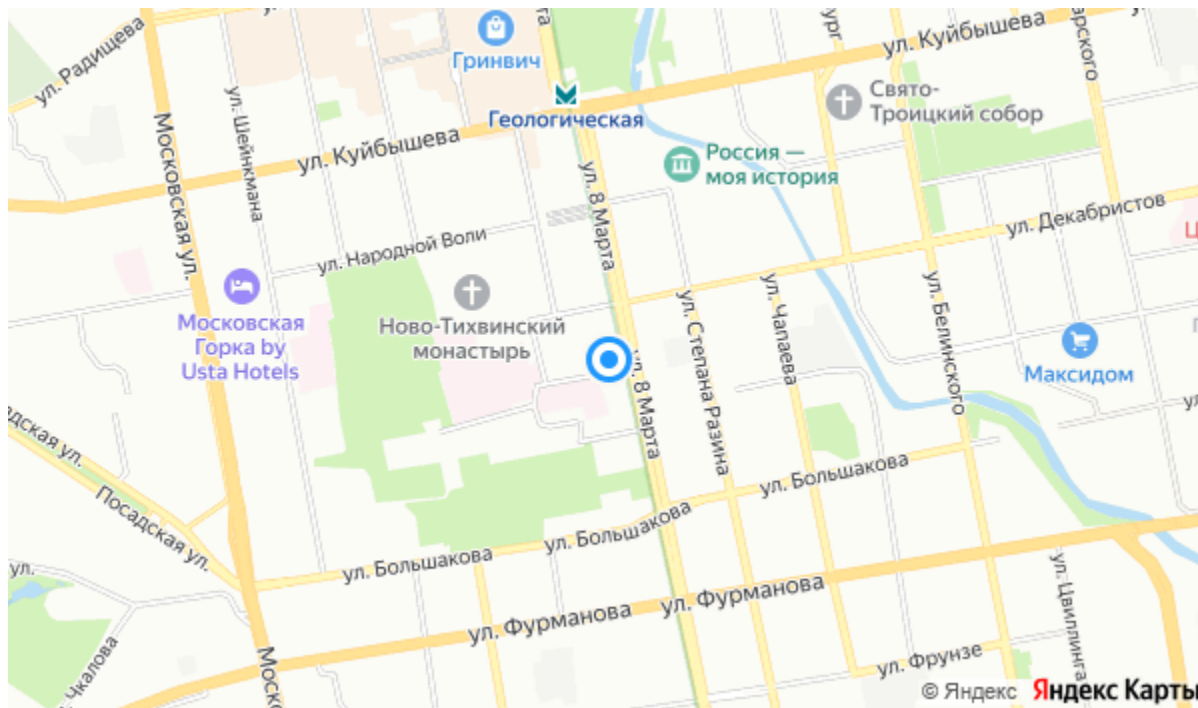 ул. Радищева
Гринвич
Геологическая
ул. Куйбышева
ул. Куйбышева
Свято-
Троицкий собор
Россия —
моя история
ул. Шейнкмана
Московская ул.
ул. 8 Марта
ул. Декабристов
ул. Народной Воли
Московская
Горка by
Usta Hotels
Ново-Тихвинский
монастырь
ул. 8 Марта
ул. Степана Разина
ул. Чапаева
ул. Белинского
Максидом
Посадская ул.
ул. Большакова
ул. Большакова
ул. Большакова
ул. Фурманова
ул. Фурманова
ул. Цвиллинга
ул. Фрунзе
Чкалова
© Яндекс Яндекс Карты